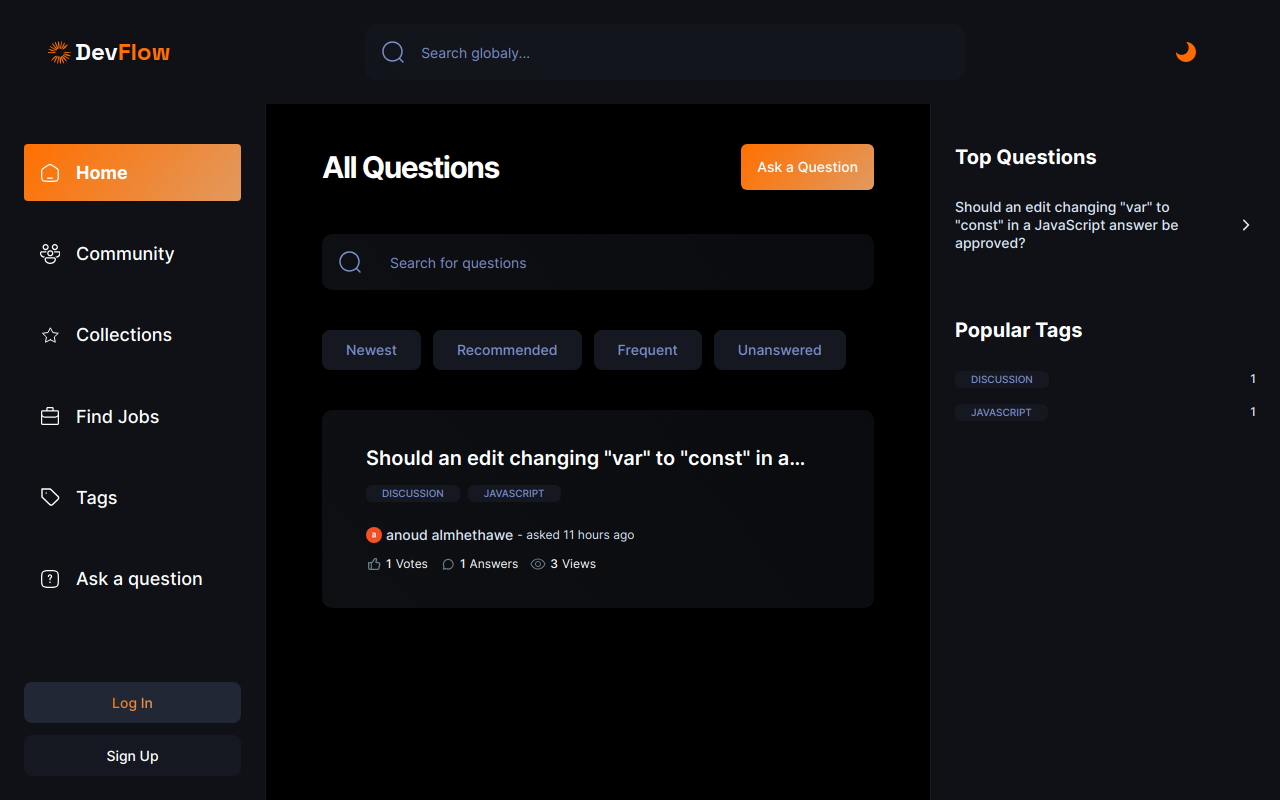 DevFlow
Search globaly...
Home
Community
Collections
Find Jobs
Tags
Ask a question
Log In
Sign Up
All Questions
Ask a Question
Search for questions
Newest
Recommended
Frequent
Unanswered
Should an edit changing "var" to "const" in a...
DISCUSSION
JAVASCRIPT
a
anoud almhethawe - asked 11 hours ago
1 Votes
1 Answers
3 Views
Top Questions
Should an edit changing "var" to
"const" in a JavaScript answer be
approved?
Popular Tags
DISCUSSION 1
JAVASCRIPT 1